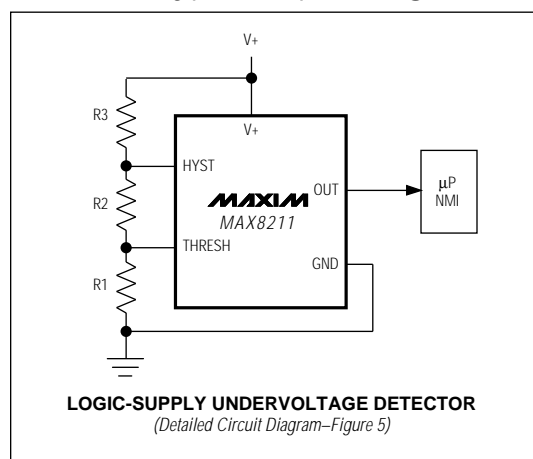 V+
R3
V+
HYST
R2
MAXIM
OUT
MAX8211
μP
NMI
THRESH
GND
R1
LOGIC-SUPPLY UNDERVOLTAGE DETECTOR
(Detailed Circuit Diagram–Figure 5)